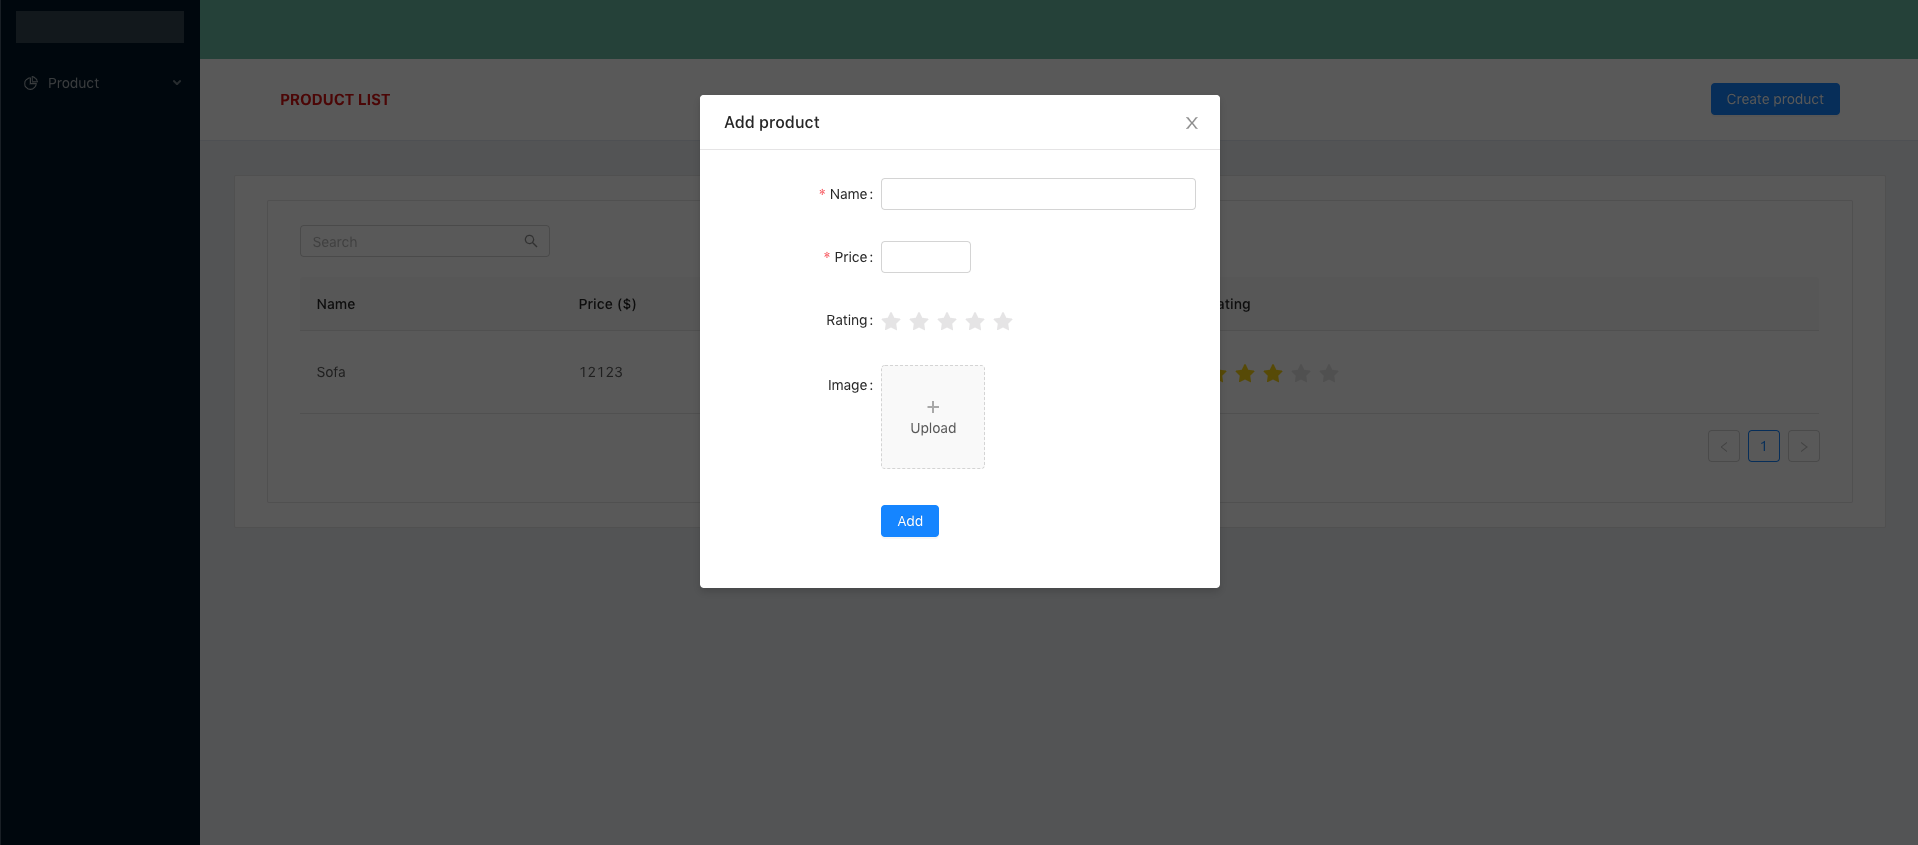 Product
PRODUCT LIST
Create product
Add product
* Name:
* Price:
Rating:
Image:
Upload
Add
Search
Name
Price ($)
ating
Sofa
12123
1